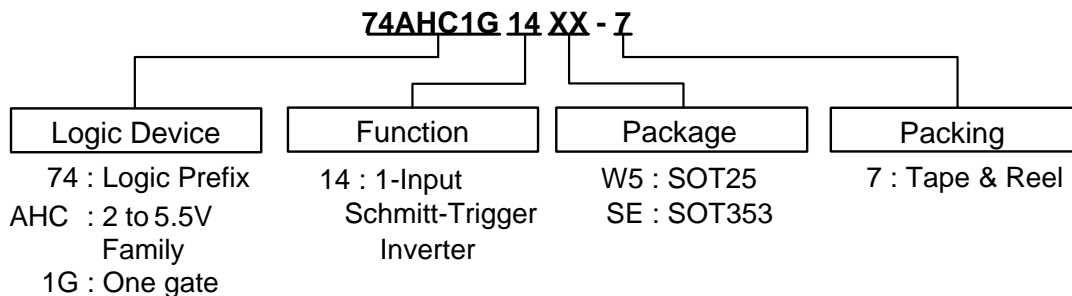 74AHC1G 14 XX - 7
Logic Device
74 : Logic Prefix
AHC : 2 to 5.5V
Family
1G : One gate
Function
14 : 1-Input
Schmitt-Trigger
Inverter
Package
W5 : SOT25
SE : SOT353
Packing
7 : Tape & Reel